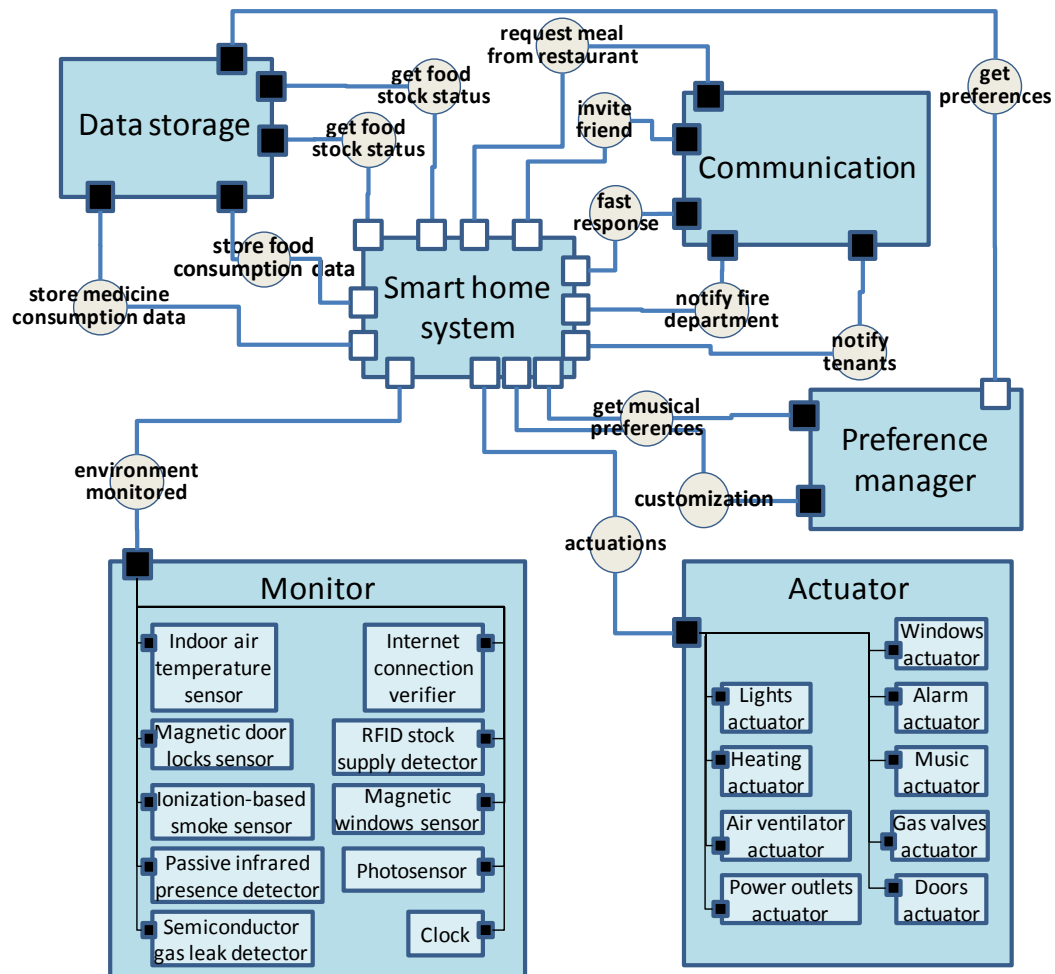 request meal
from restaurant
get food
stock status
get
preferences
Data storage
get food
stock status
invite
friend
Communication
fast
response
store food
consumption data
Smart home
system
store medicine
consumption data
notify fire
department
notify
tenants
get musical
preferences
Preference
manager
environment
monitored
customization
actuations
Monitor
Indoor air
temperature
sensor
Internet
connection
verifier
Magnetic door
locks sensor
RFID stock
supply detector
Ionization-based
smoke sensor
Magnetic
windows sensor
Passive infrared
presence detector
Photosensor
Semiconductor
gas leak detector
Clock
Actuator
Windows
actuator
Lights
actuator
Alarm
actuator
Heating
actuator
Music
actuator
Air ventilator
actuator
Gas valves
actuator
Power outlets
actuator
Doors
actuator